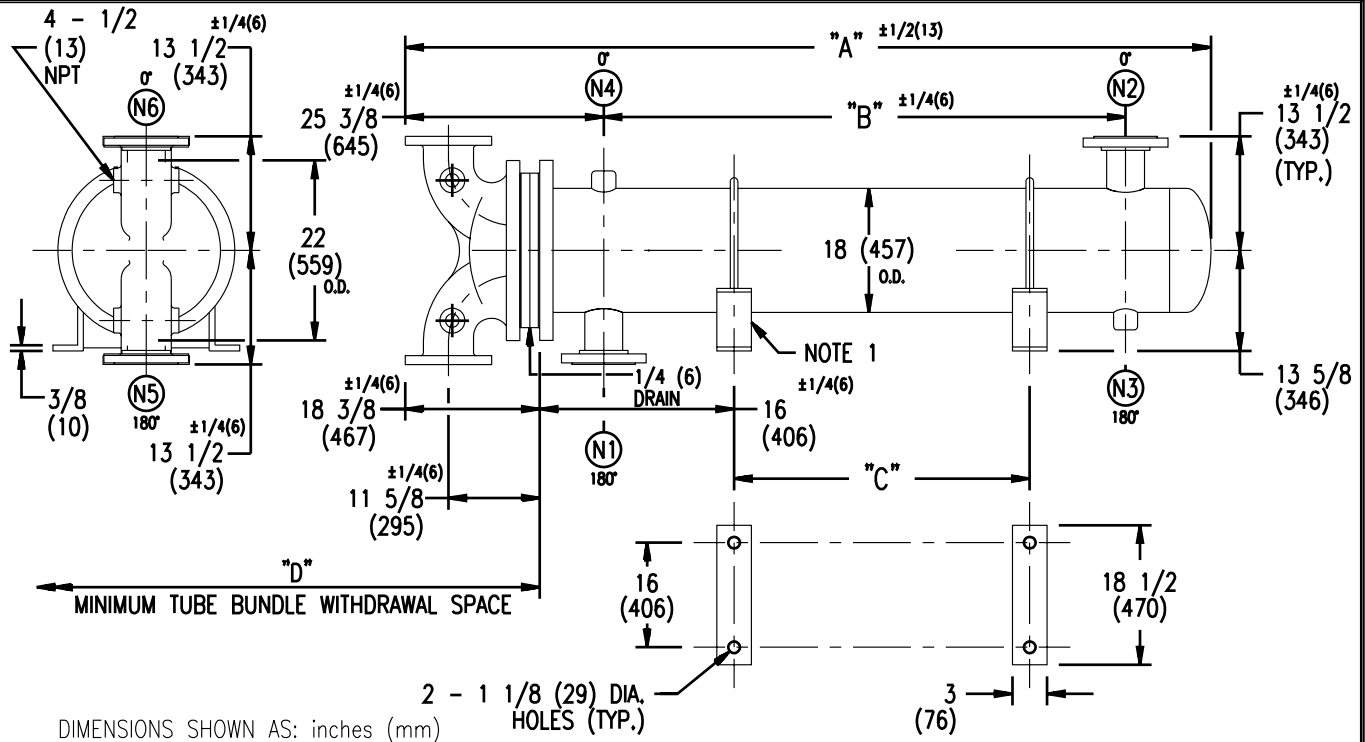 4 - 1/2
(13)
NPT
±1/4(6)
13 1/2
(343)
0°
N6
22
(559)
O.D.
3/8
(10)
N5
180°
±1/4(6)
13 1/2
(343)
"A" ±1/2(13)
±1/4(6)
25 3/8
(645)
0°
N4
"B" ±1/4(6)
0°
N2
±1/4(6)
13 1/2
(343)
(TYP.)
18 (457)
O.D.
NOTE 1
1/4 (6)
DRAIN
±1/4(6)
18 3/8
(467)
±1/4(6)
16
(406)
N1
180°
N3
180°
13 5/8
(346)
±1/4(6)
11 5/8
(295)
"C"
"D"
MINIMUM TUBE BUNDLE WITHDRAWAL SPACE
16
(406)
18 1/2
(470)
2 - 1 1/8 (29) DIA.
HOLES (TYP.)
3
(76)
DIMENSIONS SHOWN AS: inches (mm)